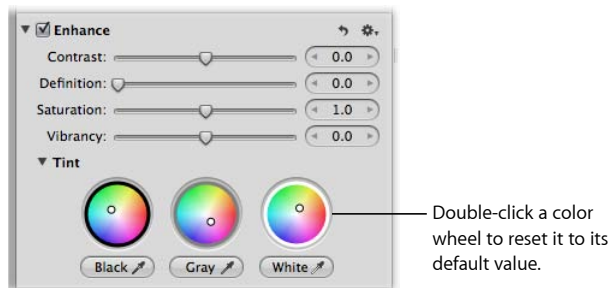 Enhance
Contrast: 0.0
Definition: 0.0
Saturation: 1.0
Vibrancy: 0.0
Tint
Black Gray White
Double-click a color
wheel to reset it to its
default value.